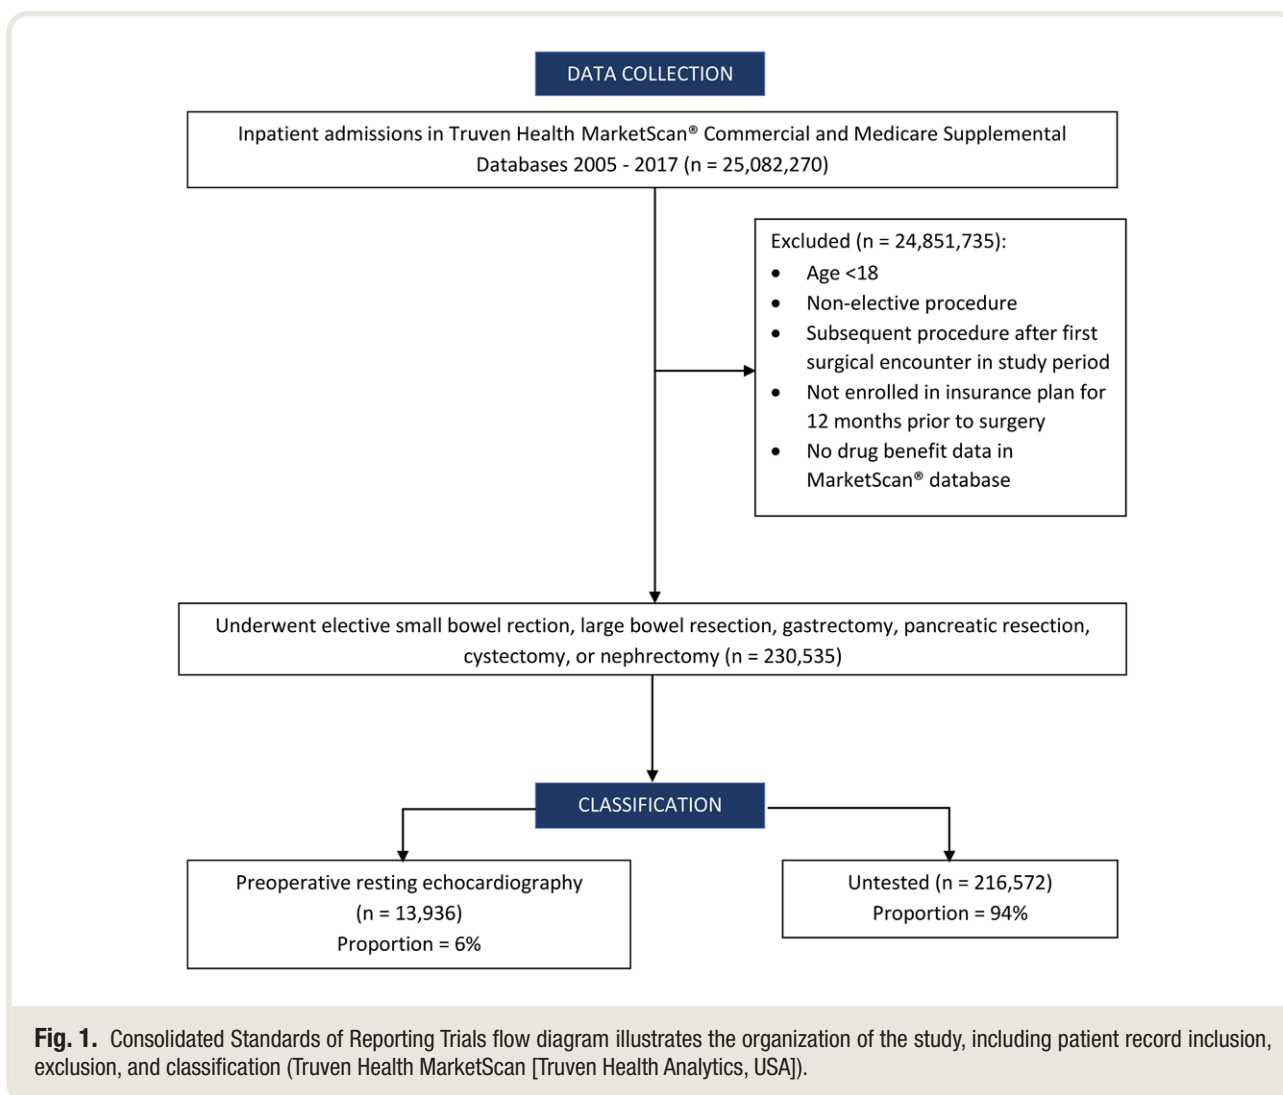 DATA COLLECTION
Inpatient admissions in Truven Health MarketScan® Commercial and Medicare Supplemental
Databases 2005 - 2017 (n = 25,082,270)
Excluded (n = 24,851,735):
• Age <18
• Non-elective procedure
• Subsequent procedure after first
surgical encounter in study period
• Not enrolled in insurance plan for
12 months prior to surgery
• No drug benefit data in
MarketScan® database
Underwent elective small bowel rection, large bowel resection, gastrectomy, pancreatic resection,
cystectomy, or nephrectomy (n = 230,535)
CLASSIFICATION
Preoperative resting echocardiography
(n = 13,936)
Proportion = 6%
Untested (n = 216,572)
Proportion = 94%
Fig. 1. Consolidated Standards of Reporting Trials flow diagram illustrates the organization of the study, including patient record inclusion,
exclusion, and classification (Truven Health MarketScan [Truven Health Analytics, USA]).